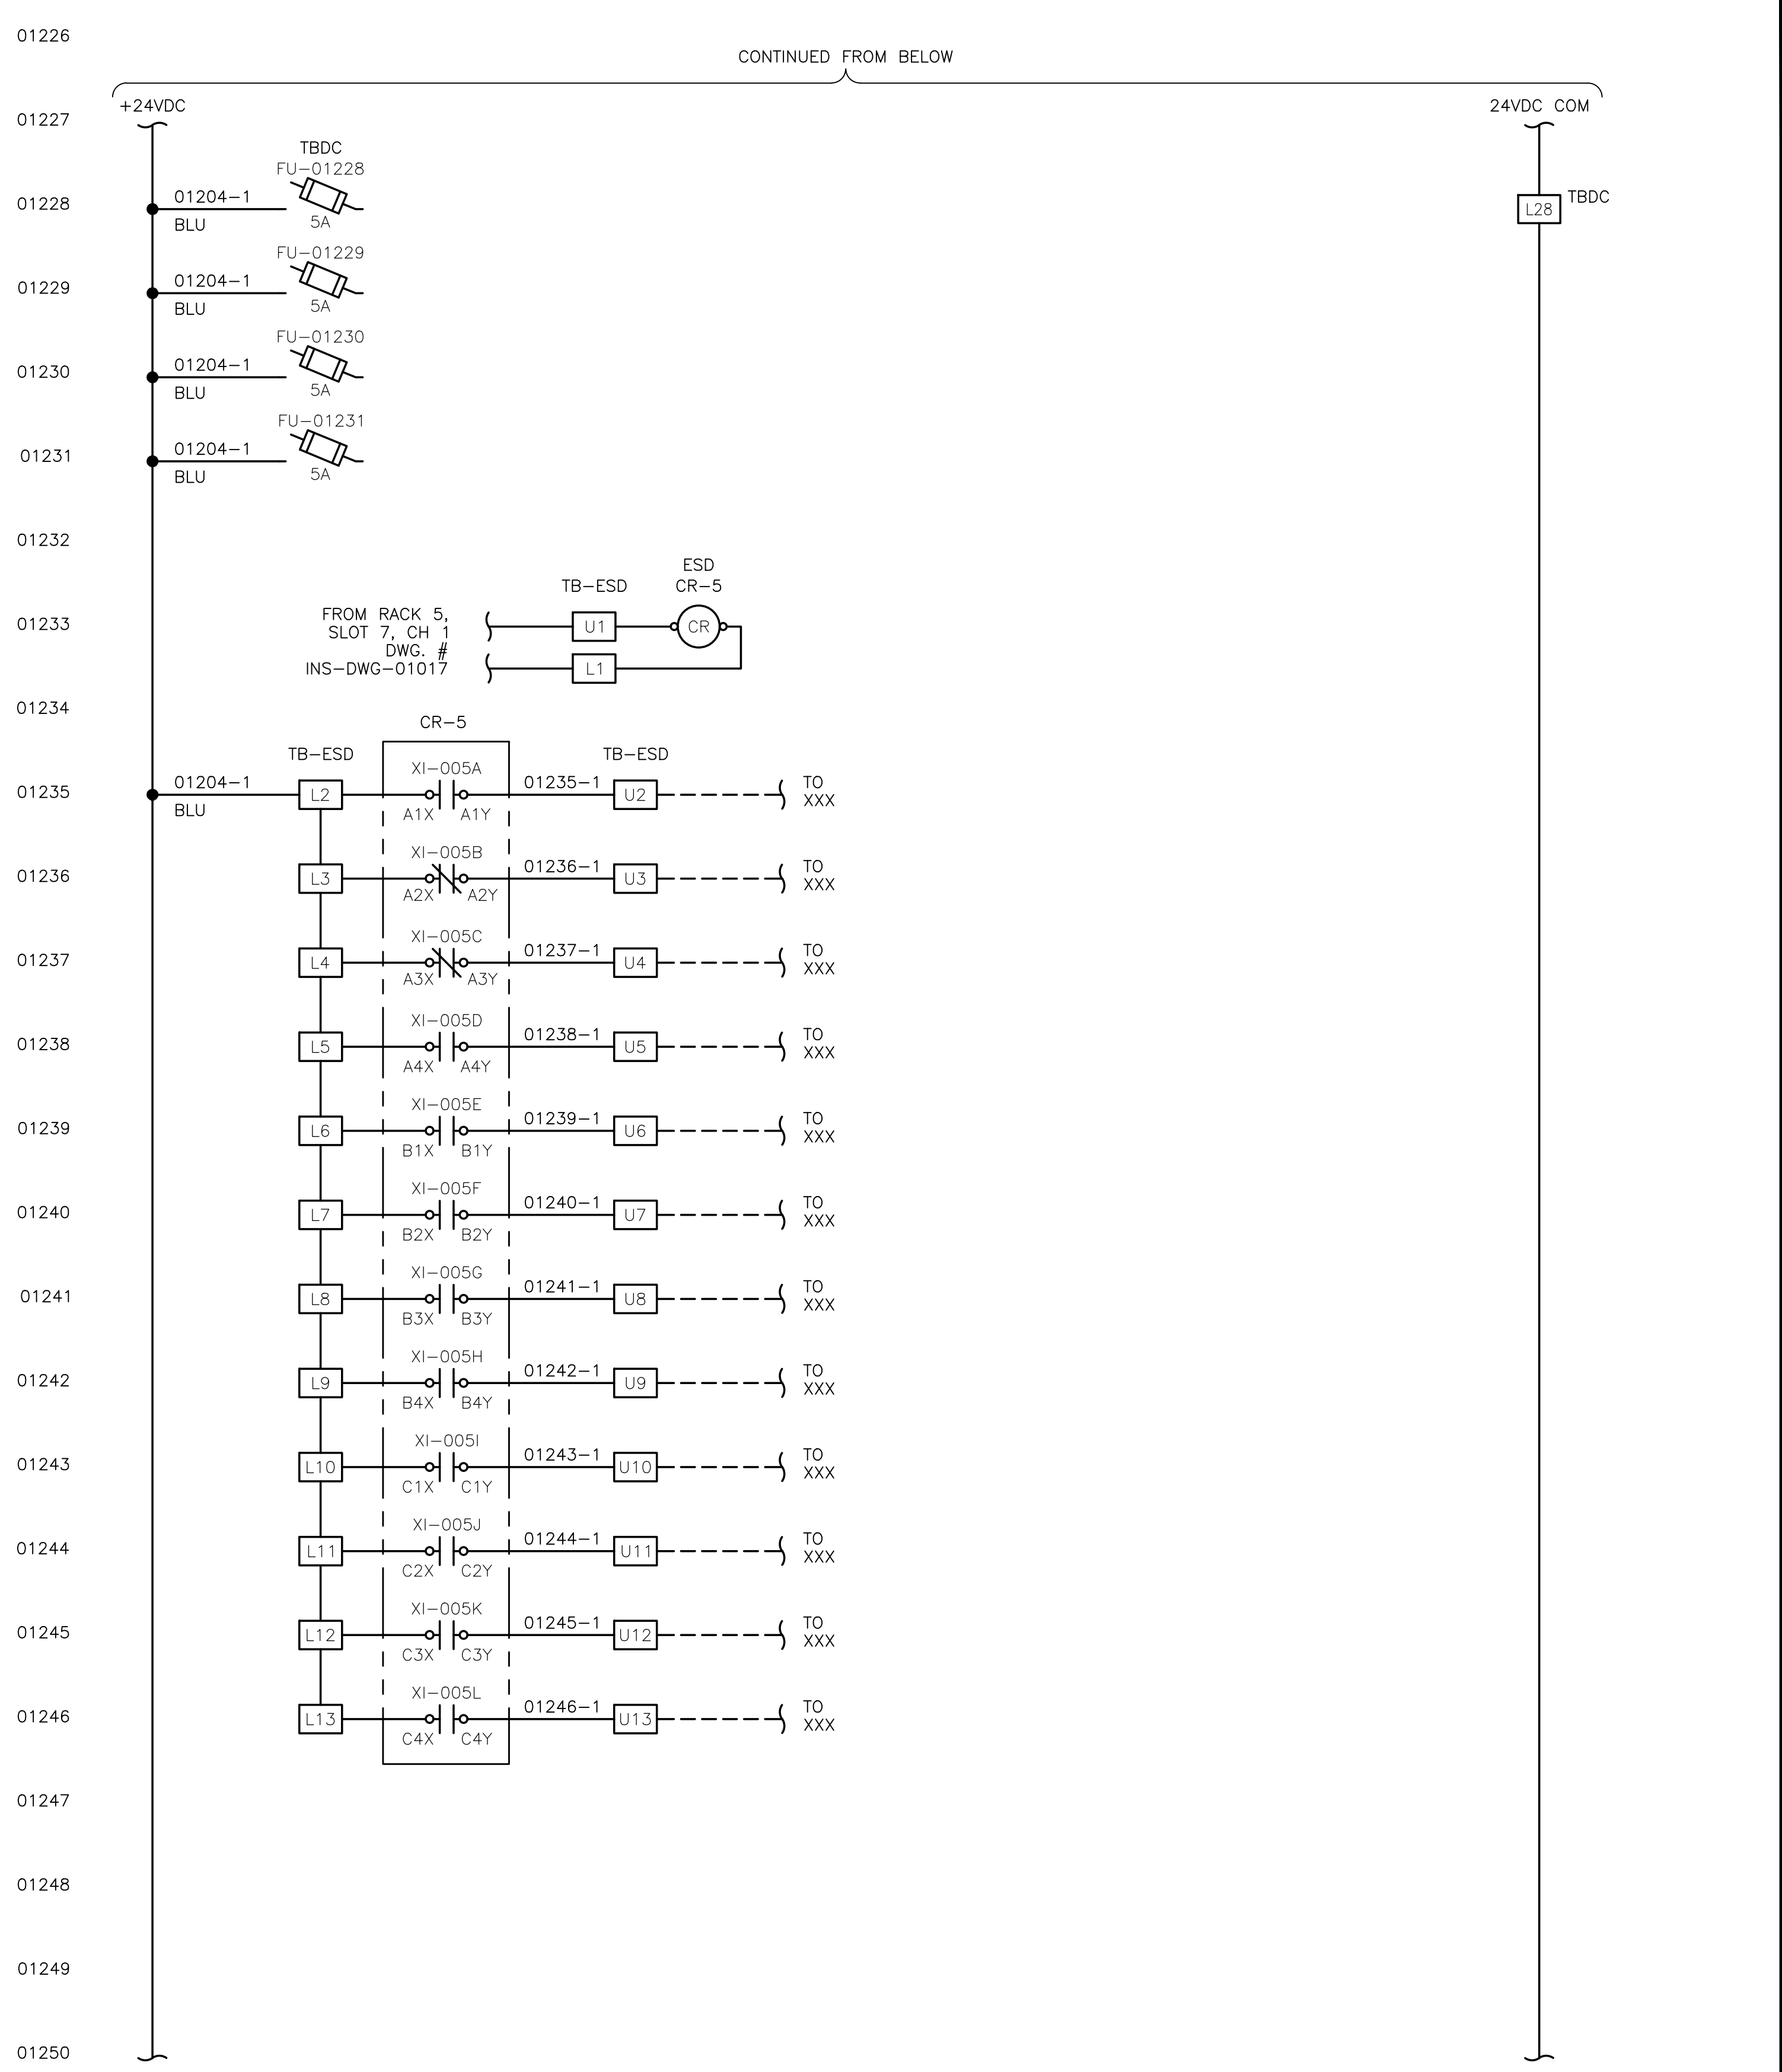 01226
CONTINUED FROM BELOW
+24VDC
24VDC COM
01227
TBDC
FU-01228
01228
01204-1
BLU
5A
L28
TBDC
FU-01229
01229
01204-1
BLU
5A
FU-01230
01230
01204-1
BLU
5A
FU-01231
01231
01204-1
BLU
5A
01232
ESD
TB-ESD
CR-5
01233
FROM RACK 5,
SLOT 7, CH 1
DWG. #
INS-DWG-01017
U1
CR
L1
01234
CR-5
TB-ESD
TB-ESD
01235
01204-1
BLU
L2
XI-005A
A1X
A1Y
01235-1
U2
TO
XXX
01236
L3
XI-005B
A2X
A2Y
01236-1
U3
TO
XXX
01237
L4
XI-005C
A3X
A3Y
01237-1
U4
TO
XXX
01238
L5
XI-005D
A4X
A4Y
01238-1
U5
TO
XXX
01239
L6
XI-005E
B1X
B1Y
01239-1
U6
TO
XXX
01240
L7
XI-005F
B2X
B2Y
01240-1
U7
TO
XXX
01241
L8
XI-005G
B3X
B3Y
01241-1
U8
TO
XXX
01242
L9
XI-005H
B4X
B4Y
01242-1
U9
TO
XXX
01243
L10
XI-005I
C1X
C1Y
01243-1
U10
TO
XXX
01244
L11
XI-005J
C2X
C2Y
01244-1
U11
TO
XXX
01245
L12
XI-005K
C3X
C3Y
01245-1
U12
TO
XXX
01246
L13
XI-005L
C4X
C4Y
01246-1
U13
TO
XXX
01247
01248
01249
01250